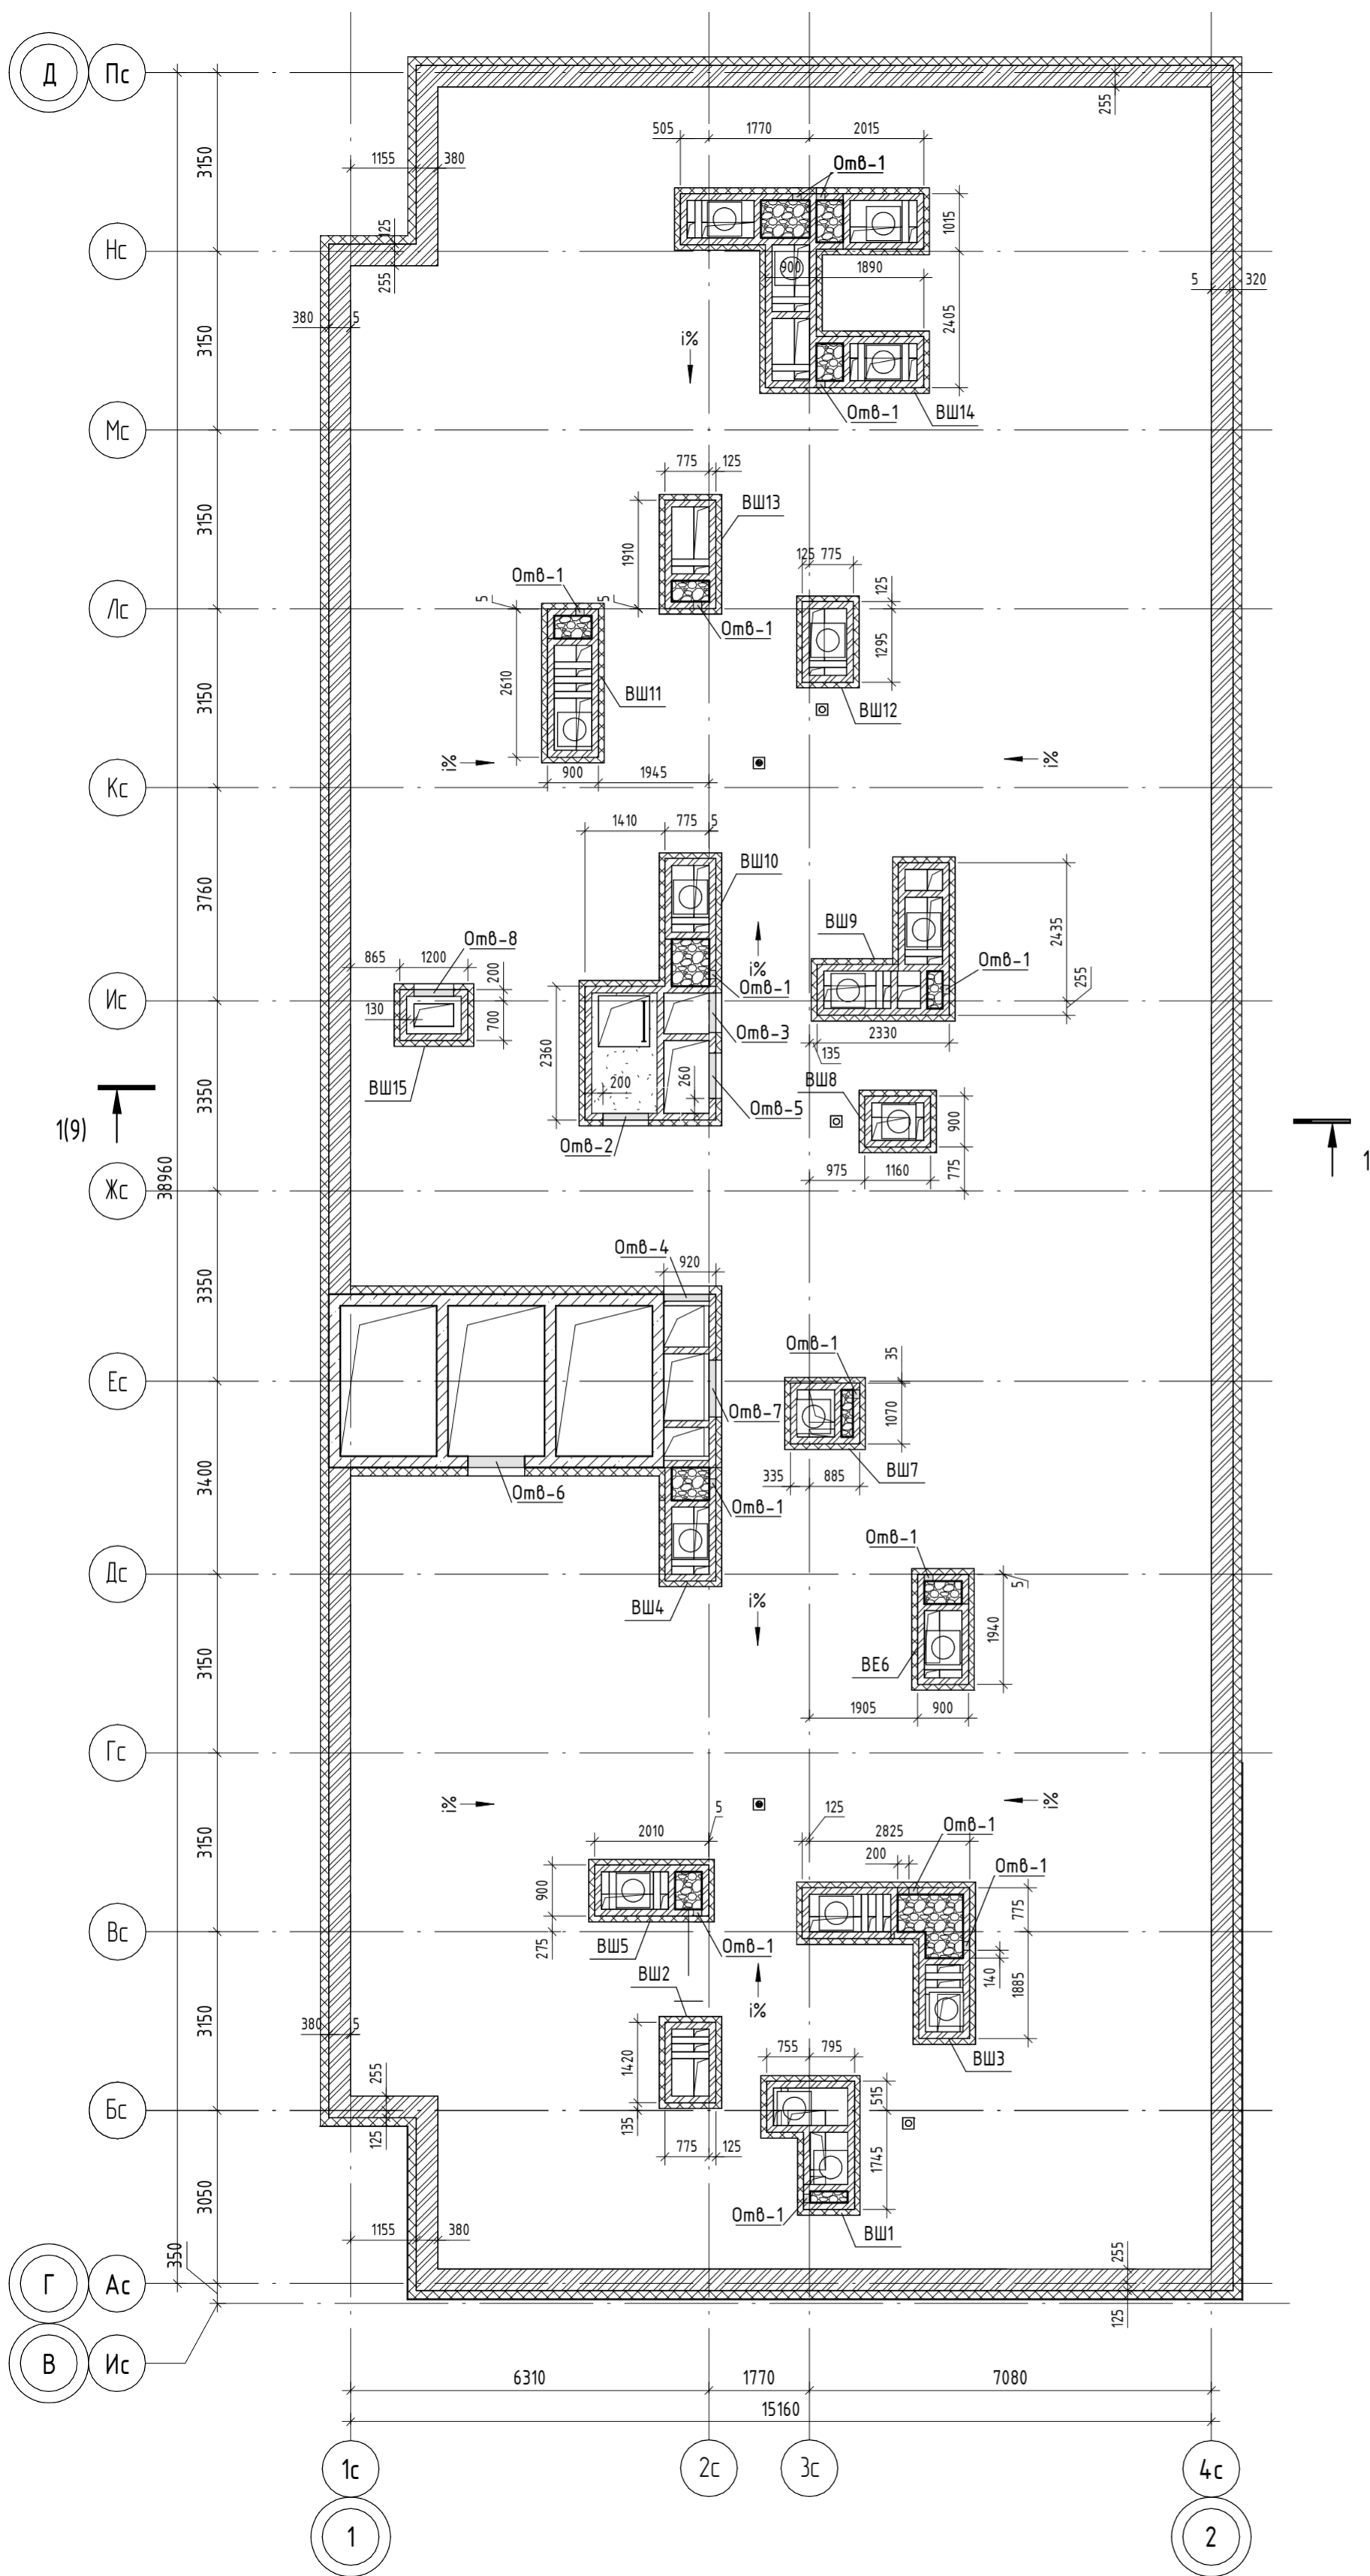 Д
Пс
255
505
1770
2015
3150
1155
380
Отв-1
125
1015
Нс
255
900
1890
5
320
380
5
2405
3150
i%
Отв-1
ВШ14
Мс
775
125
ВШ13
3150
1910
125
775
Отв-1
125
5
5
Лс
Отв-1
1295
2610
ВШ11
3150
ВШ12
i%
i%
900
1945
Кс
1410
775
5
ВШ10
3760
ВШ9
2435
Отв-8
865
1200
200
i%
Отв-1
255
Отв-1
Ис
130
700
Отв-3
2330
2360
135
ВШ15
200
260
ВШ8
3350
Отв-5
900
1(9)
Отв-2
1
975
1160
775
38960
Жс
Отв-4
920
3350
Отв-1
35
Ес
Отв-7
1070
335
885
ВШ7
3400
Отв-6
Отв-1
Отв-1
Дс
5
ВШ4
i%
1940
3150
ВЕ6
1905
900
Гс
i%
i%
5
125
2010
2825
Отв-1
3150
200
Отв-1
900
775
Вс
275
ВШ5
Отв-1
140
1885
ВШ2
i%
3150
380
5
755
795
ВШ3
1420
255
515
Бс
135
125
775
125
1745
3050
Отв-1
ВШ1
1155
380
350
255
Г
Ас
125
В
Ис
6310
1770
7080
15160
1с
2с
3с
4с
1
2